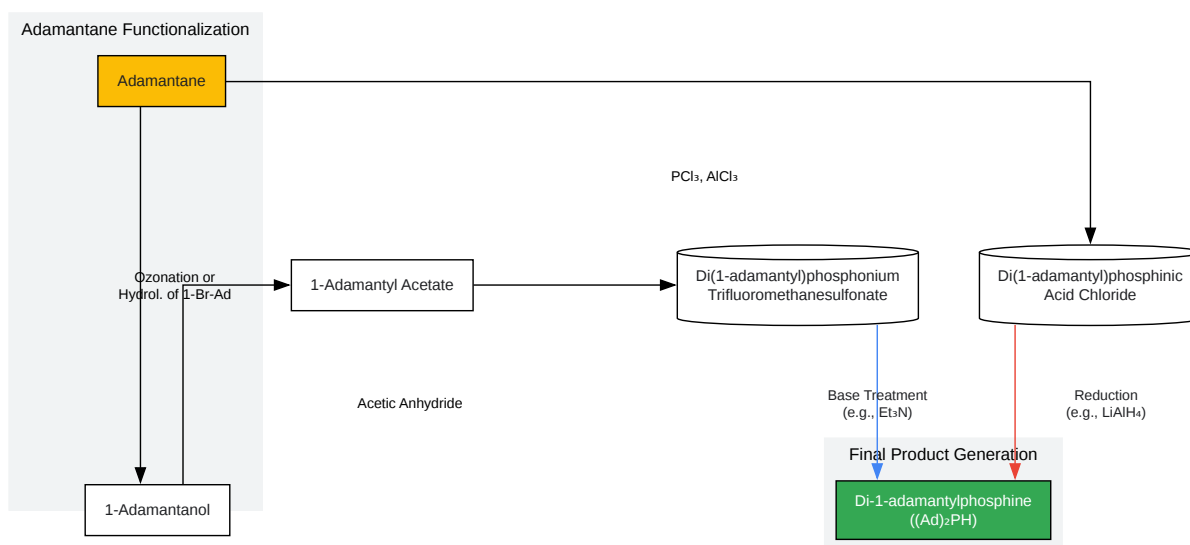 Adamantane Functionalization
Adamantane
PCl₃, AlCl₃
Ozonation or
Hydrol. of 1-Br-Ad
1-Adamantyl Acetate
Di(1-adamantyl)phosphonium
Trifluoromethanesulfonate
Di(1-adamantyl)phosphinic
Acid Chloride
Acetic Anhydride
Base Treatment
(e.g., Et₃N)
Reduction
(e.g., LiAlH₄)
Final Product Generation
1-Adamantanol
Di-1-adamantylphosphine
((Ad)₂PH)